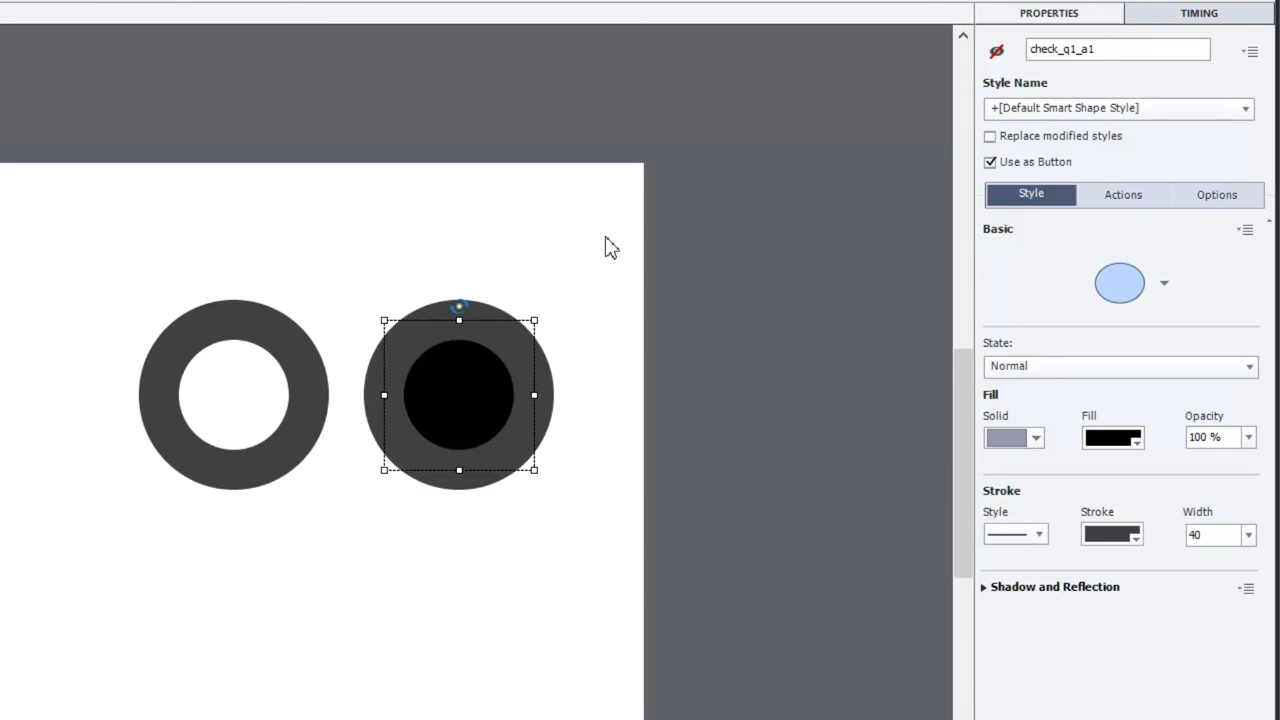 PROPERTIES TIMING
check_q1_a1
Style Name
+[Default Smart Shape Style]
Replace modified styles
Use as Button
Style Actions Options
Basic
State:
Normal
Fill
Solid Fill Opacity
100 %
Stroke
Style Stroke Width
40
Shadow and Reflection